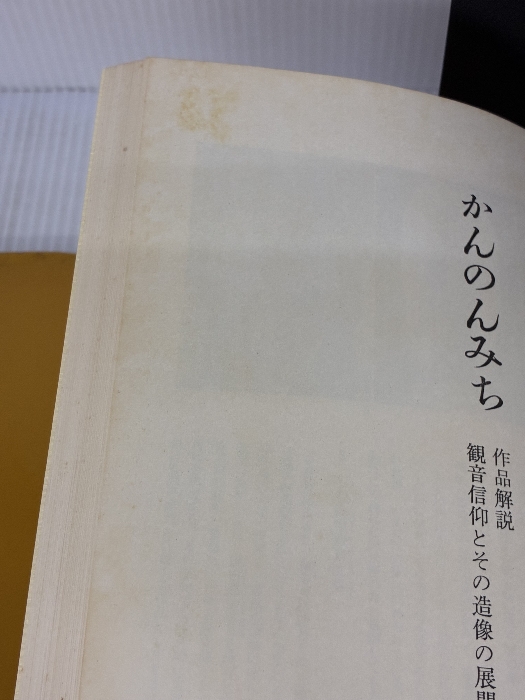 かんのんみち
作品解説
観音信仰とその造像の展開